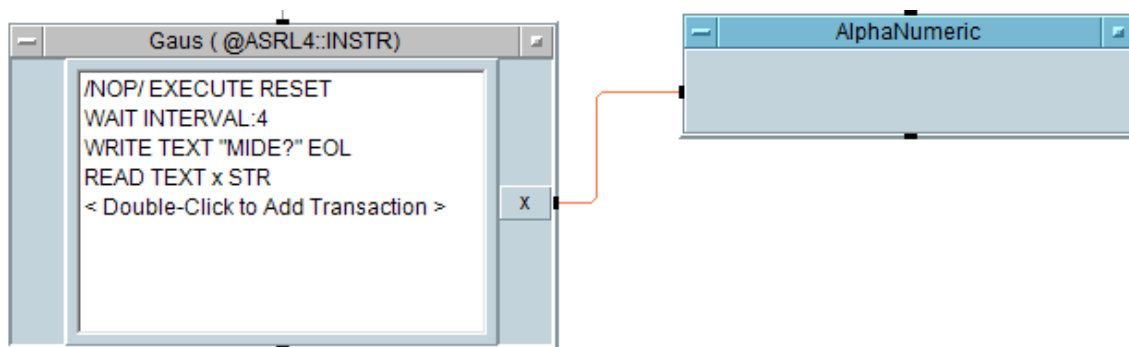 Gaus ( @ASRL4::INSTR)
/NOP/ EXECUTE RESET
WAIT INTERVAL:4
WRITE TEXT "MIDE?" EOL
READ TEXT x STR
< Double-Click to Add Transaction >
X
AlphaNumeric